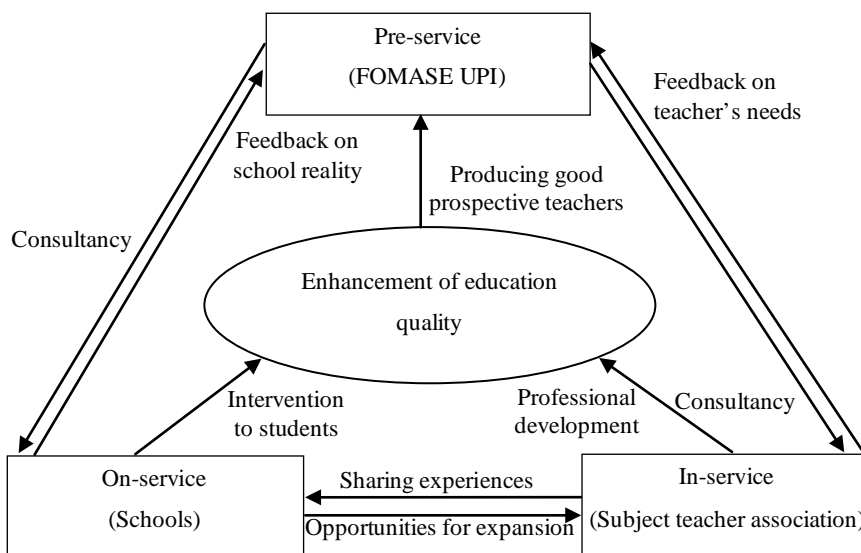 Pre-service
(FOMASE UPI)
Feedback on
teacher’s needs
Feedback on
school reality
Producing good
prospective teachers
Consultancy
Enhancement of education
quality
Intervention
to students
Professional
development
Consultancy
On-service
(Schools)
Sharing experiences
Opportunities for expansion
In-service
(Subject teacher association)